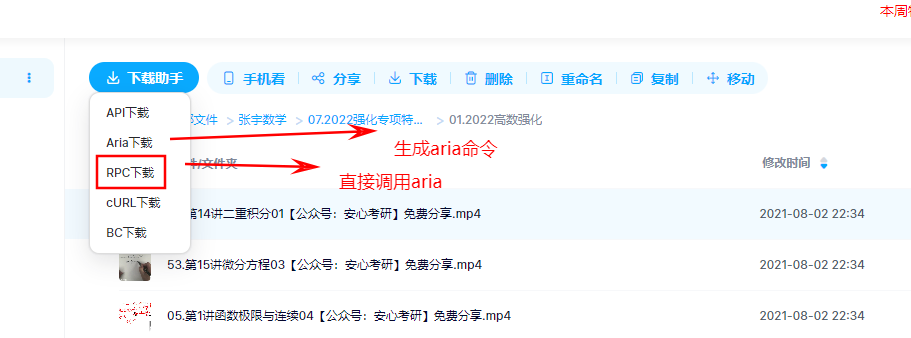 本周
下载助手 手机看 分享 下载 删除 重命名 复制 移动
API下载
文件 > 张宇数学 > 07.2022强化专项特... > 01.2022高数强化
Aria下载
生成aria命令
RPC下载
/文件夹 修改时间
直接调用aria
cURL下载
第14讲二重积分01【公众号：安心考研】免费分享.mp4 2021-08-02 22:34
BC下载
53.第15讲微分方程03【公众号：安心考研】免费分享.mp4 2021-08-02 22:34
05.第1讲函数极限与连续04【公众号：安心考研】免费分享.mp4 2021-08-02 22:34